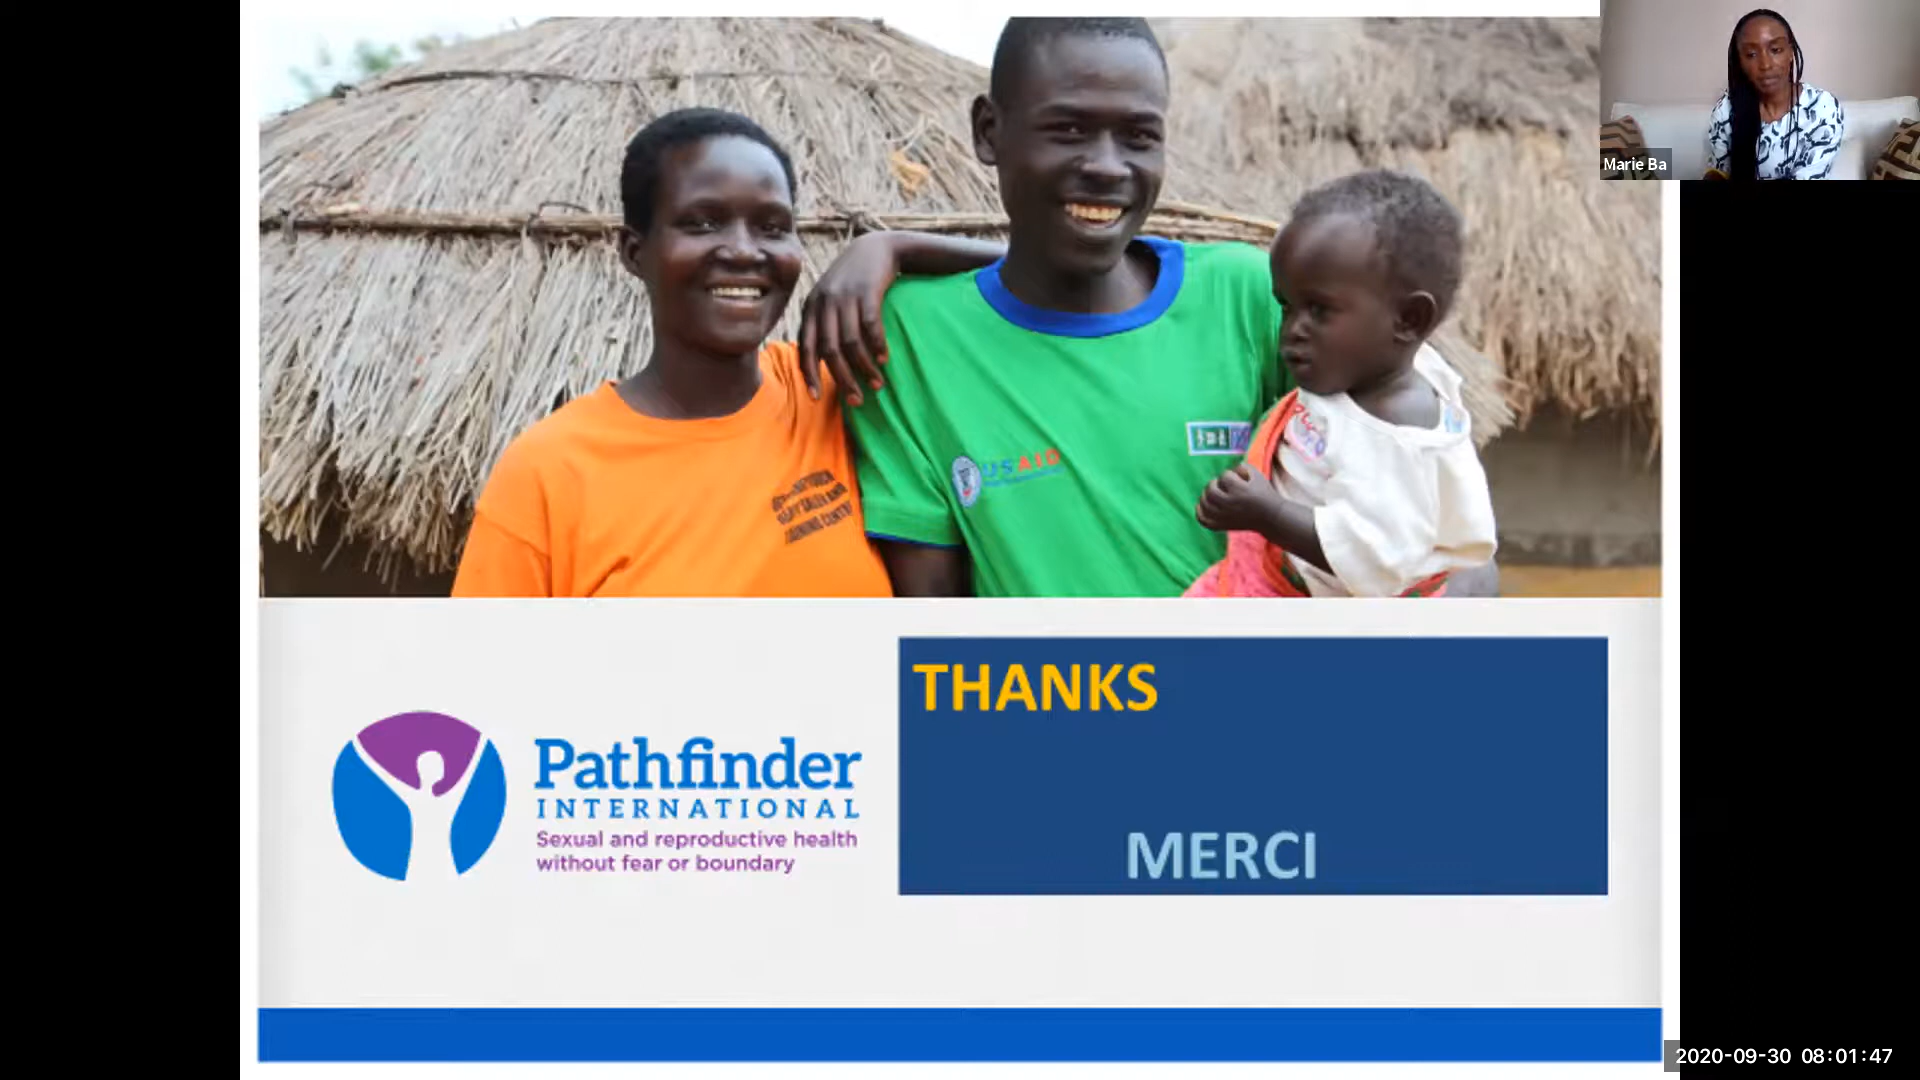 Marie Ba
USAID
THANKS
Pathfinder
INTERNATIONAL
Sexual and reproductive health
without fear or boundary
MERCI
2020-09-30 08:01:47